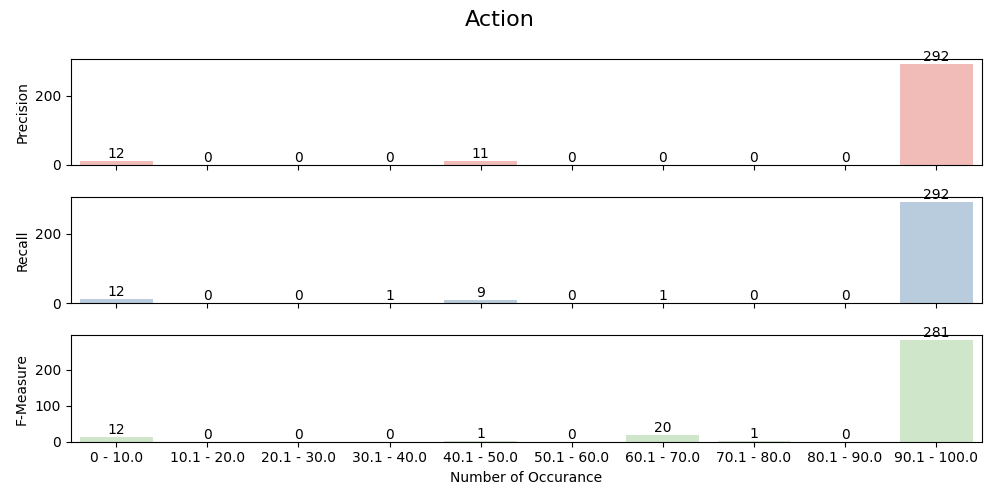 Action
Precision
200
0
12 0 0 0 11 0 0 0 0 292
Recall
200
0
12 0 0 1 9 0 1 0 0 292
F-Measure
200
100
0
12 0 0 0 1 0 20 1 0 281
0 - 10.0 10.1 - 20.0 20.1 - 30.0 30.1 - 40.0 40.1 - 50.0 50.1 - 60.0 60.1 - 70.0 70.1 - 80.0 80.1 - 90.0 90.1 - 100.0
Number of Occurance